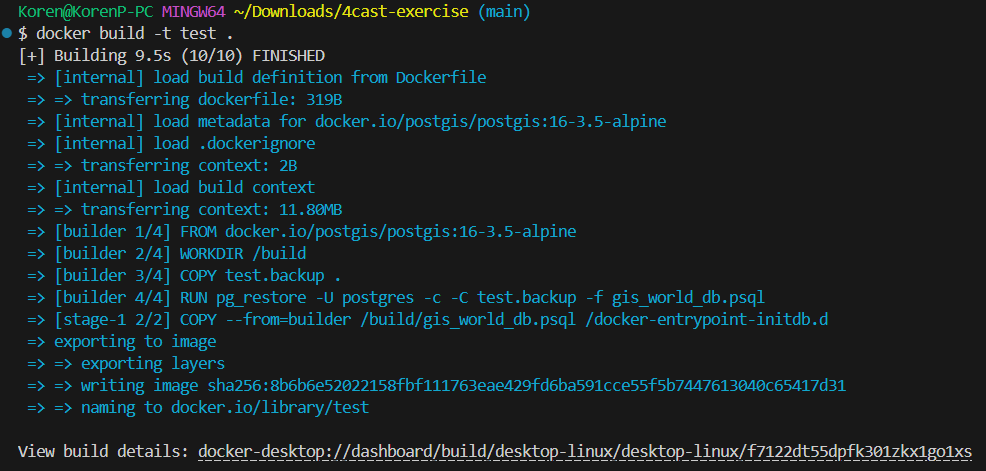 Koren@KorenP-PC MINGW64 ~/Downloads/4cast-exercise (main)
$ docker build -t test .
[+] Building 9.5s (10/10) FINISHED
=> [internal] load build definition from Dockerfile
=> => transferring dockerfile: 319B
=> [internal] load metadata for docker.io/postgis/postgis:16-3.5-alpine
=> [internal] load .dockerignore
=> => transferring context: 2B
=> [internal] load build context
=> => transferring context: 11.80MB
=> [builder 1/4] FROM docker.io/postgis/postgis:16-3.5-alpine
=> [builder 2/4] WORKDIR /build
=> [builder 3/4] COPY test.backup .
=> [builder 4/4] RUN pg_restore -U postgres -c -C test.backup -f gis_world_db.psql
=> [stage-1 2/2] COPY --from=builder /build/gis_world_db.psql /docker-entrypoint-initdb.d
=> exporting to image
=> => exporting layers
=> => writing image sha256:8b6b6e52022158fbf111763eae429fd6ba591cce55f5b7447613040c65417d31
=> => naming to docker.io/library/test
View build details: docker-desktop://dashboard/build/desktop-linux/desktop-linux/f7122dt55dpfk301zkx1go1xs